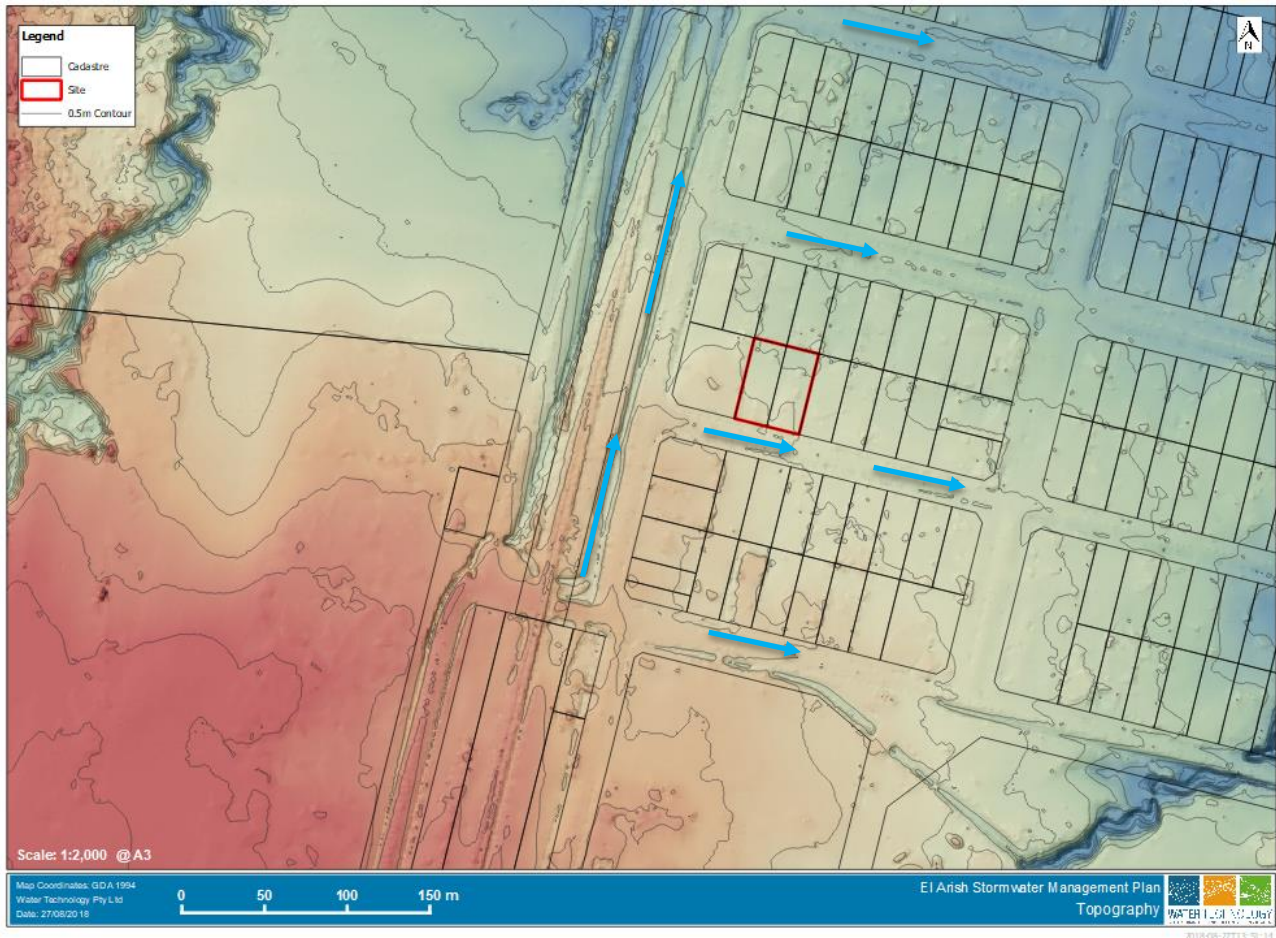 Legend
Cadastre
Site
0.5m Contour
N
Scale: 1:2,000 @ A3
Map Coordinates: GDA 1994
Water Technology Pty Ltd
Date: 27/08/2018
0 50 100 150 m
El Arish Stormwater Management Plan
Topography
WATER TECHNOLOGY